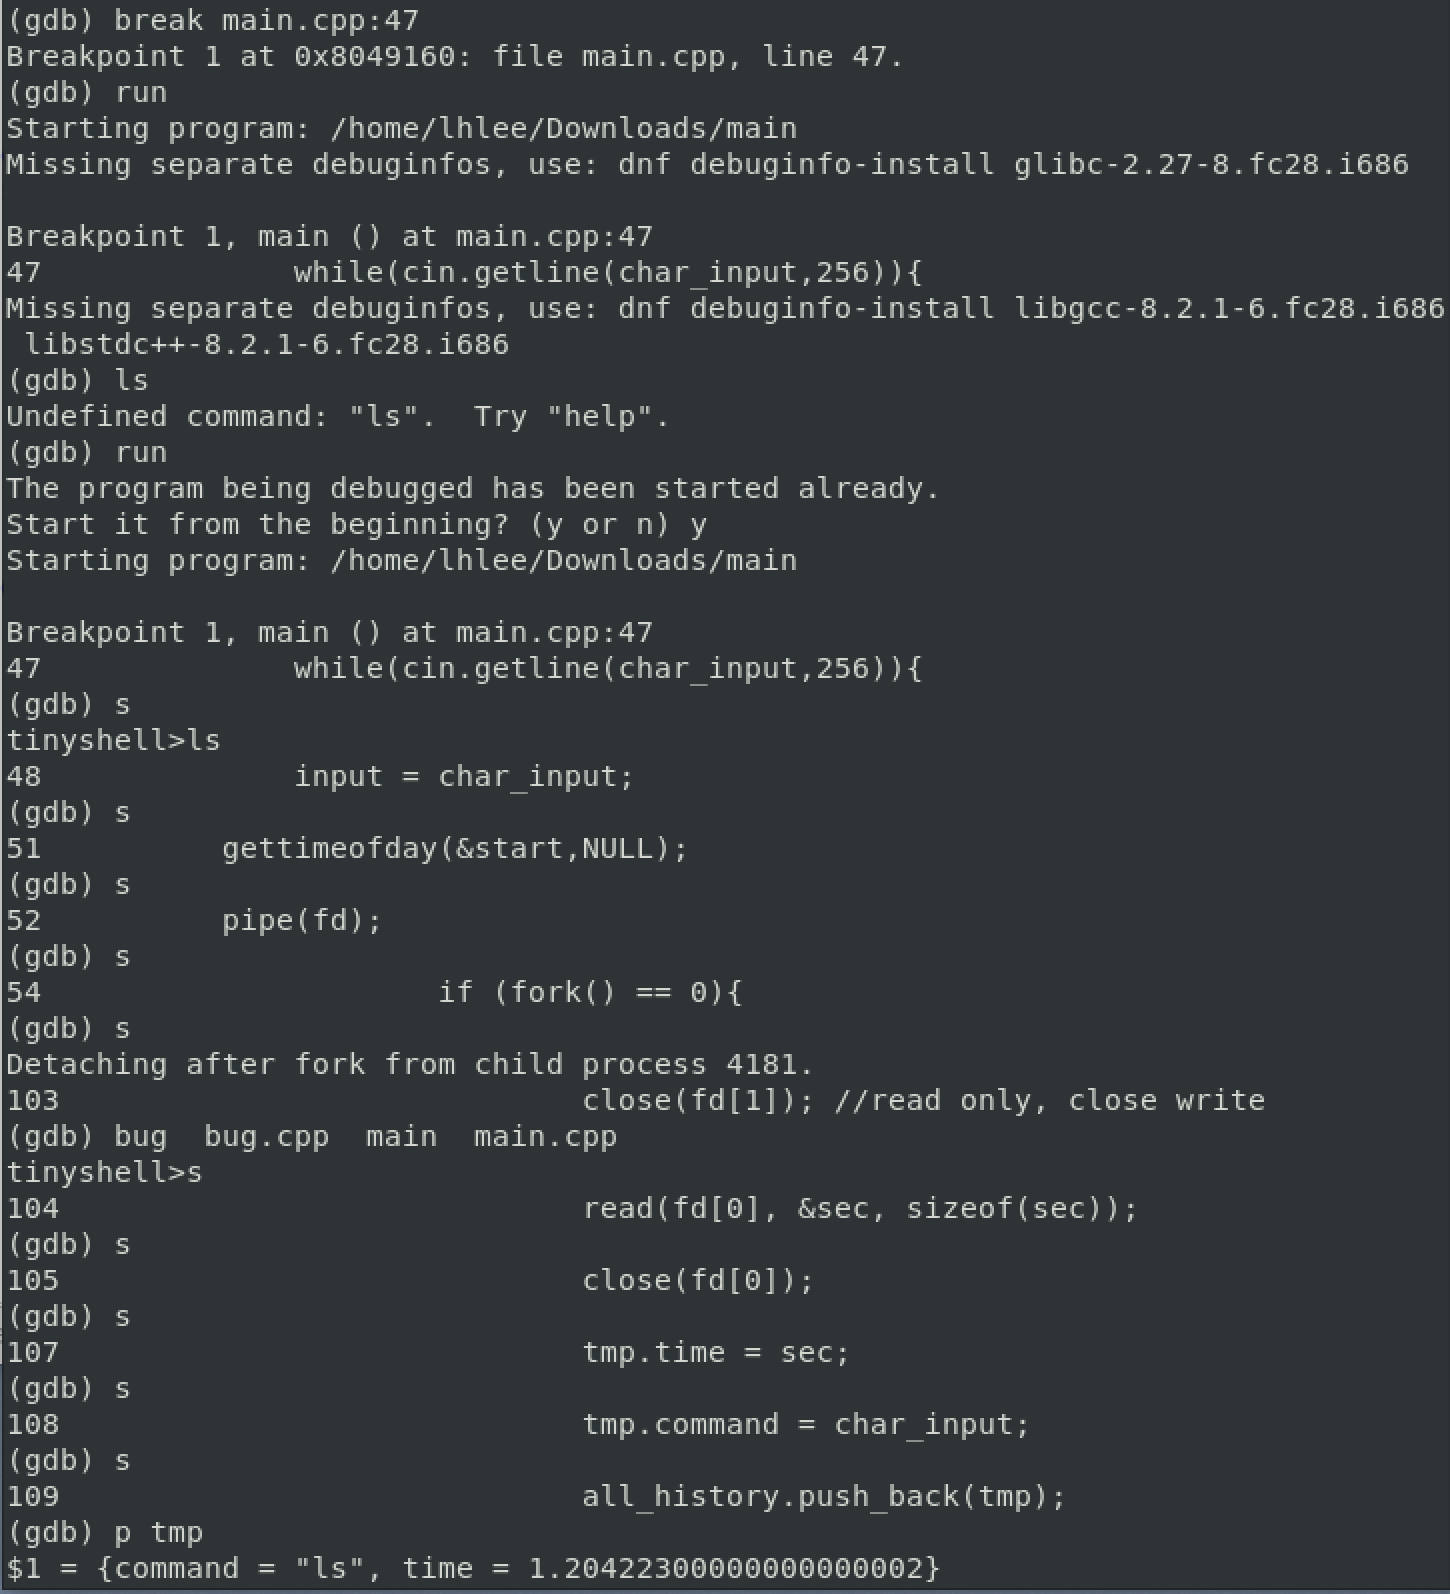 (gdb) break main.cpp:47
Breakpoint 1 at 0x8049160: file main.cpp, line 47.
(gdb) run
Starting program: /home/lhlee/Downloads/main
Missing separate debuginfos, use: dnf debuginfo-install glibc-2.27-8.fc28.i686

Breakpoint 1, main () at main.cpp:47
47              while(cin.getline(char_input,256)){
Missing separate debuginfos, use: dnf debuginfo-install libgcc-8.2.1-6.fc28.i686
 libstdc++-8.2.1-6.fc28.i686
(gdb) ls
Undefined command: "ls".  Try "help".
(gdb) run
The program being debugged has been started already.
Start it from the beginning? (y or n) y
Starting program: /home/lhlee/Downloads/main

Breakpoint 1, main () at main.cpp:47
47              while(cin.getline(char_input,256)){
(gdb) s
tinyshell>ls
48              input = char_input;
(gdb) s
51          gettimeofday(&start,NULL);
(gdb) s
52          pipe(fd);
(gdb) s
54                      if (fork() == 0){
(gdb) s
Detaching after fork from child process 4181.
103                             close(fd[1]); //read only, close write
(gdb) bug  bug.cpp  main  main.cpp
tinyshell>s
104                             read(fd[0], &sec, sizeof(sec));
(gdb) s
105                             close(fd[0]);
(gdb) s
107                             tmp.time = sec;
(gdb) s
108                             tmp.command = char_input;
(gdb) s
109                             all_history.push_back(tmp);
(gdb) p tmp
$1 = {command = "ls", time = 1.2042230000000000002}